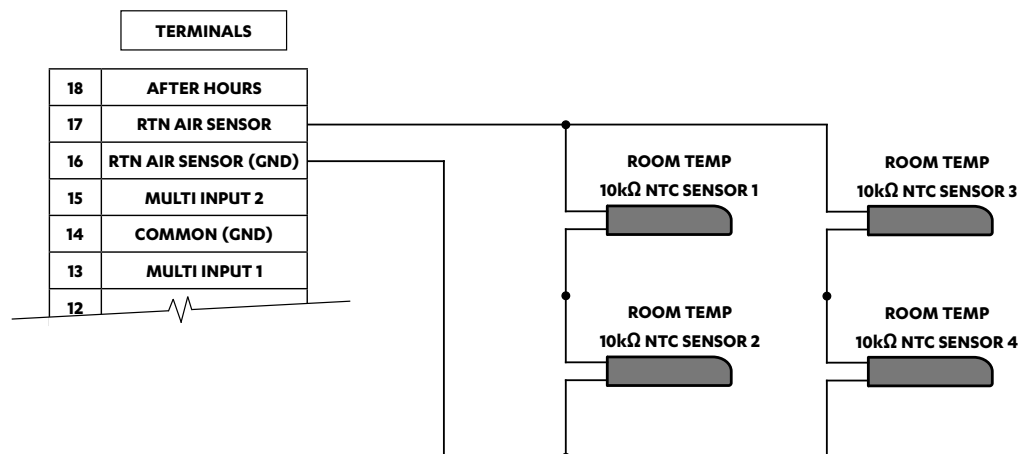 TERMINALS
18 AFTER HOURS
17 RTN AIR SENSOR
16 RTN AIR SENSOR (GND)
15 MULTI INPUT 2
14 COMMON (GND)
13 MULTI INPUT 1
12
ROOM TEMP
10kΩ NTC SENSOR 1
ROOM TEMP
10kΩ NTC SENSOR 3
ROOM TEMP
10kΩ NTC SENSOR 2
ROOM TEMP
10kΩ NTC SENSOR 4